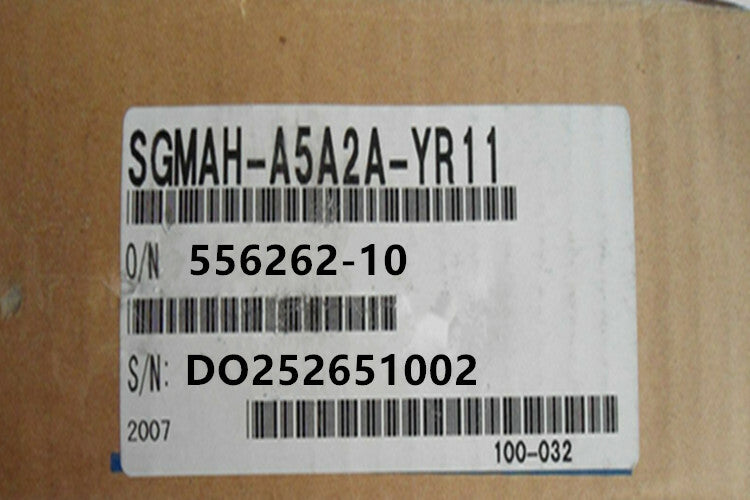 SGMAH-A5A2A-YR11
O/N 556262-10
S/N: DO252651002
2007
100-032